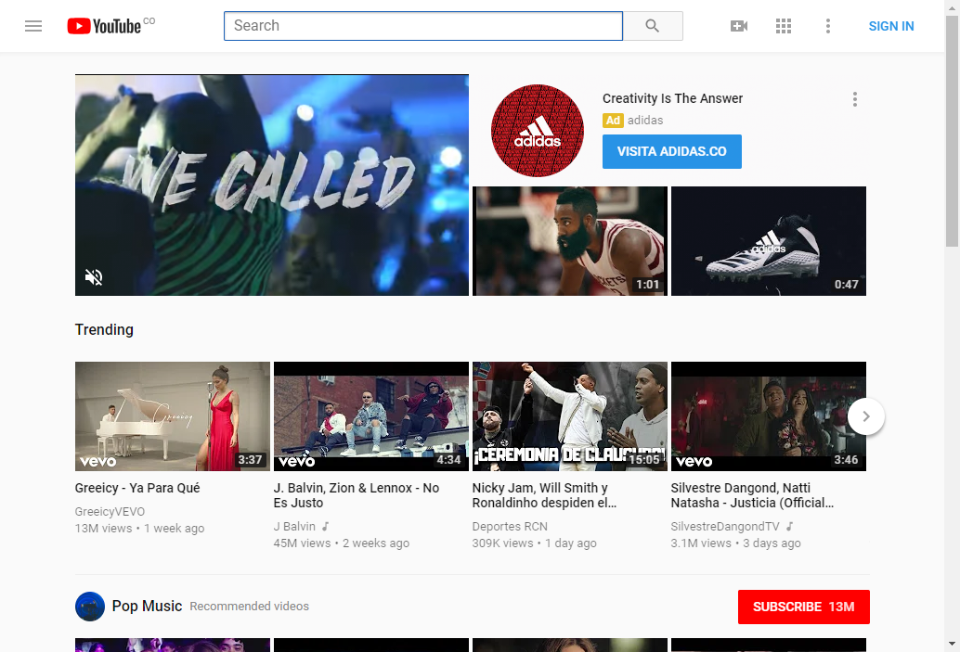 YouTube CO
Search
SIGN IN
WE CALLED
adidas
Creativity Is The Answer
Ad adidas
VISITA ADIDAS.CO
1:01
adidas
0:47
Trending
Greeicy
vevo
3:37
vevo
4:34
¡CEREMONIA DE CLAUSURA!
15:05
vevo
3:46
Greeicy - Ya Para Qué
GreeicyVEVO
13M views • 1 week ago
J. Balvin, Zion & Lennox - No
Es Justo
J Balvin
45M views • 2 weeks ago
Nicky Jam, Will Smith y
Ronaldinho despiden el...
Deportes RCN
309K views • 1 day ago
Silvestre Dangond, Natti
Natasha - Justicia (Official...
SilvestreDangondTV
3.1M views • 3 days ago
Pop Music Recommended videos
SUBSCRIBE 13M